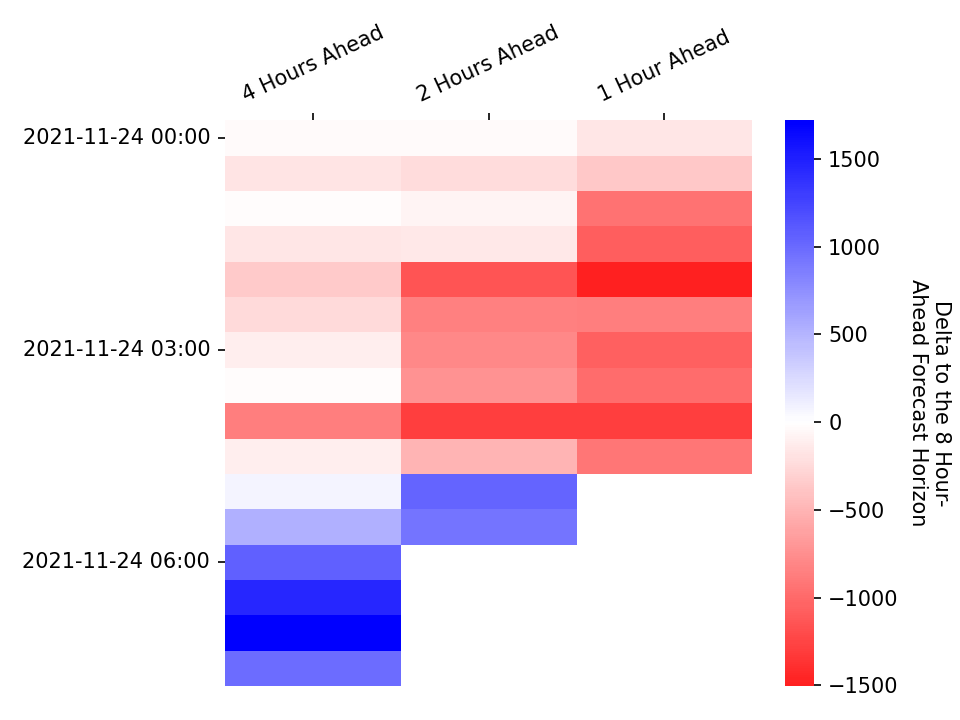 4 Hours Ahead
2 Hours Ahead
1 Hour Ahead
2021-11-24 00:00
2021-11-24 03:00
2021-11-24 06:00
1500
1000
500
0
−500
−1000
−1500
Delta to the 8 Hour-
Ahead Forecast Horizon